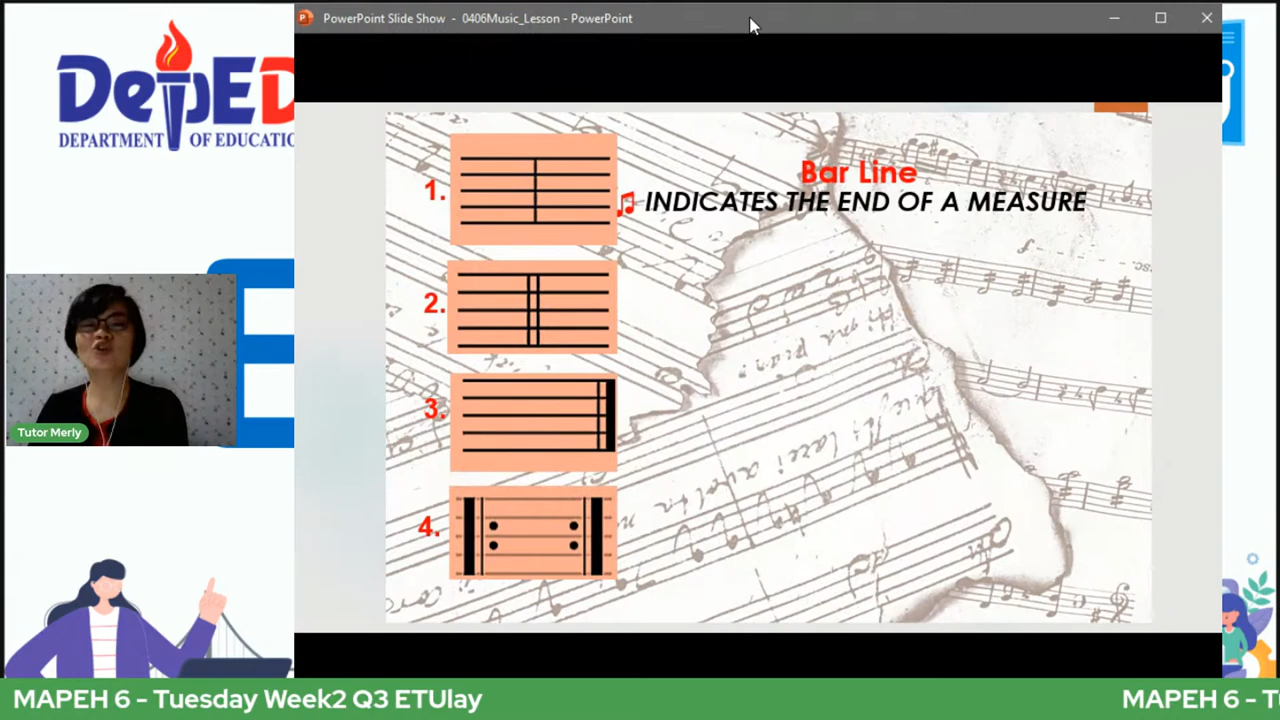 PowerPoint Slide Show - 0406Music_Lesson - PowerPoint
DepED
DEPARTMENT OF EDUCATIO
1.
Bar Line
INDICATES THE END OF A MEASURE
2.
3.
4.
Tutor Merly
MAPEH 6 - Tuesday Week2 Q3 ETUlay
MAPEH 6 - T